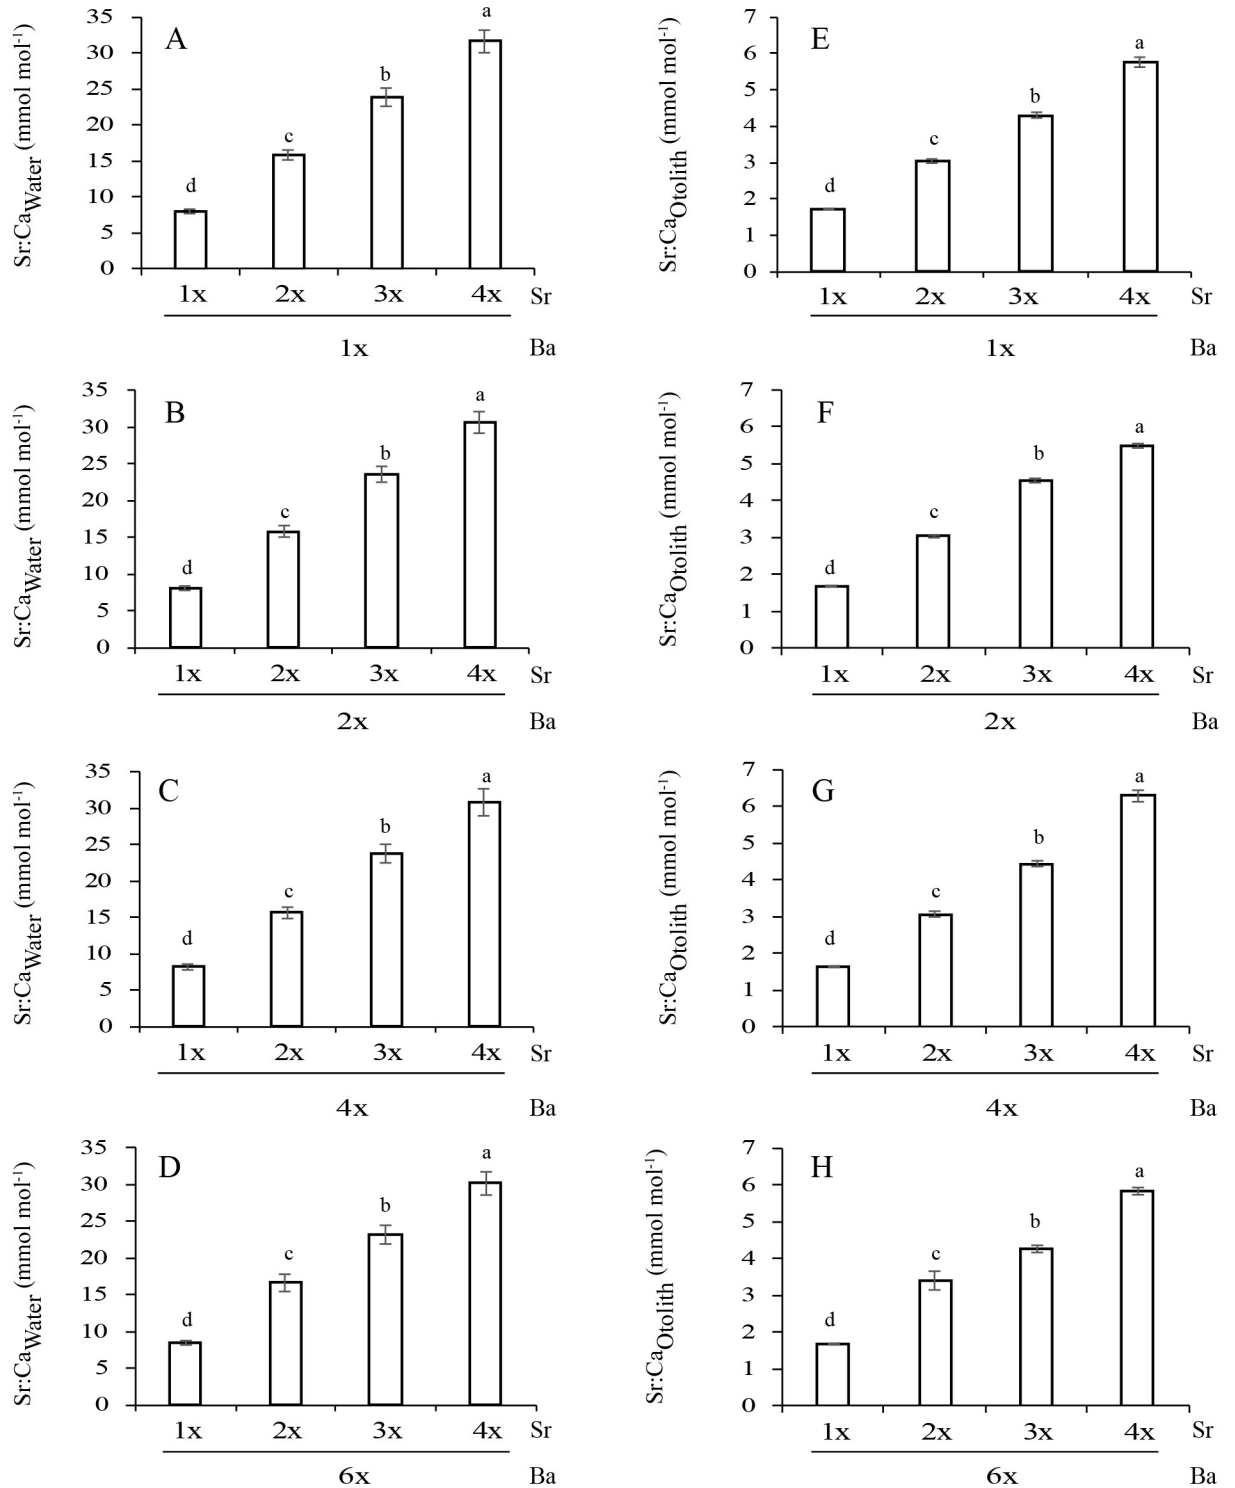 Sr:CaWater (mmol mol-1)
35
30
25
20
15
10
5
0
A
d
c
b
a
1x 2x 3x 4x Sr
1x Ba
Sr:CaOtolith (mmol mol-1)
7
6
5
4
3
2
1
0
E
d
c
b
a
1x 2x 3x 4x Sr
1x Ba
Sr:CaWater (mmol mol-1)
35
30
25
20
15
10
5
0
B
d
c
b
a
1x 2x 3x 4x Sr
2x Ba
Sr:CaOtolith (mmol mol-1)
7
6
5
4
3
2
1
0
F
d
c
b
a
1x 2x 3x 4x Sr
2x Ba
Sr:CaWater (mmol mol-1)
35
30
25
20
15
10
5
0
C
d
c
b
a
1x 2x 3x 4x Sr
4x Ba
Sr:CaOtolith (mmol mol-1)
7
6
5
4
3
2
1
0
G
d
c
b
a
1x 2x 3x 4x Sr
4x Ba
Sr:CaWater (mmol mol-1)
35
30
25
20
15
10
5
0
D
d
c
b
a
1x 2x 3x 4x Sr
6x Ba
Sr:CaOtolith (mmol mol-1)
7
6
5
4
3
2
1
0
H
d
c
b
a
1x 2x 3x 4x Sr
6x Ba